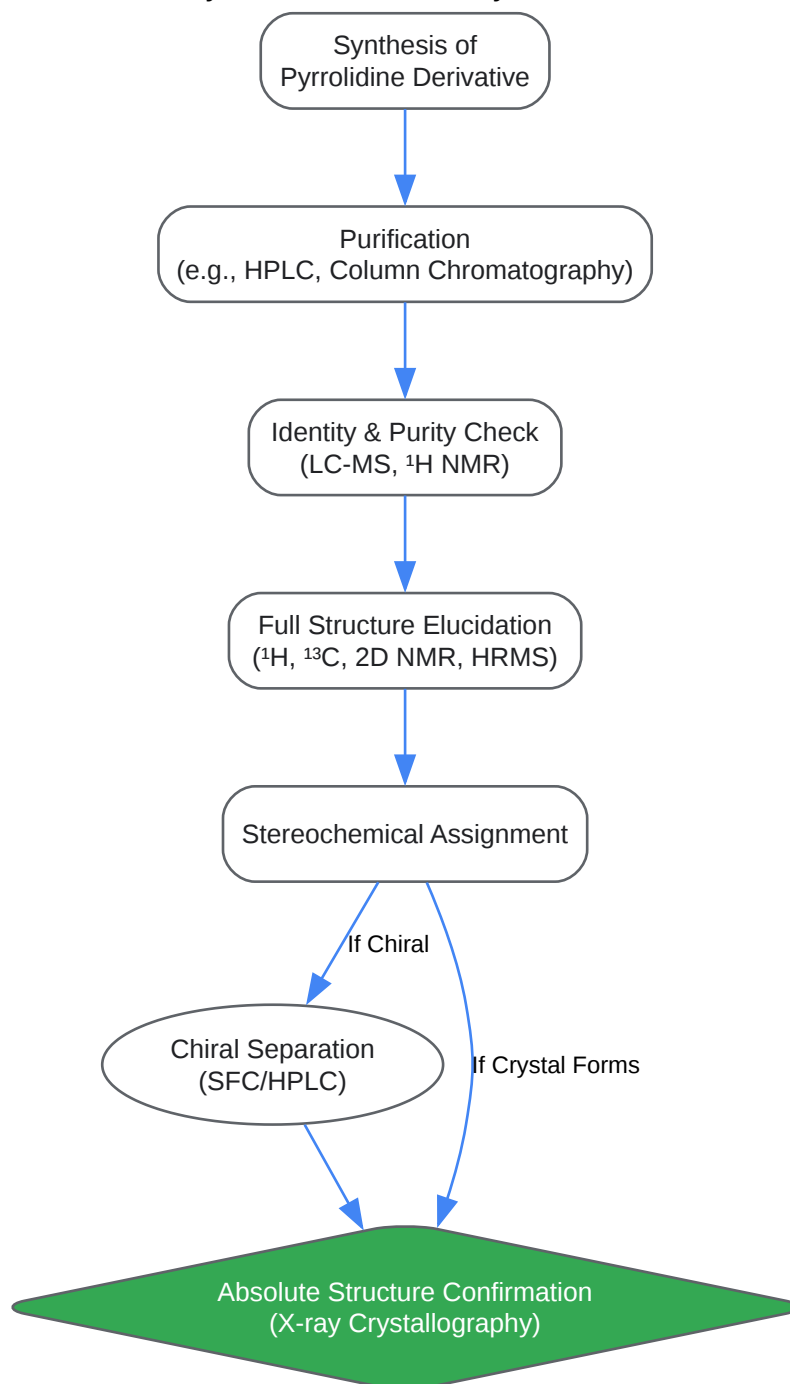 Synthesis of
Pyrrolidine Derivative
Purification
(e.g., HPLC, Column Chromatography)
Identity & Purity Check
(LC-MS, ¹H NMR)
Full Structure Elucidation
(¹H, ¹³C, 2D NMR, HRMS)
Stereochemical Assignment
If Chiral
Chiral Separation
(SFC/HPLC)
If Crystal Forms
Absolute Structure Confirmation
(X-ray Crystallography)